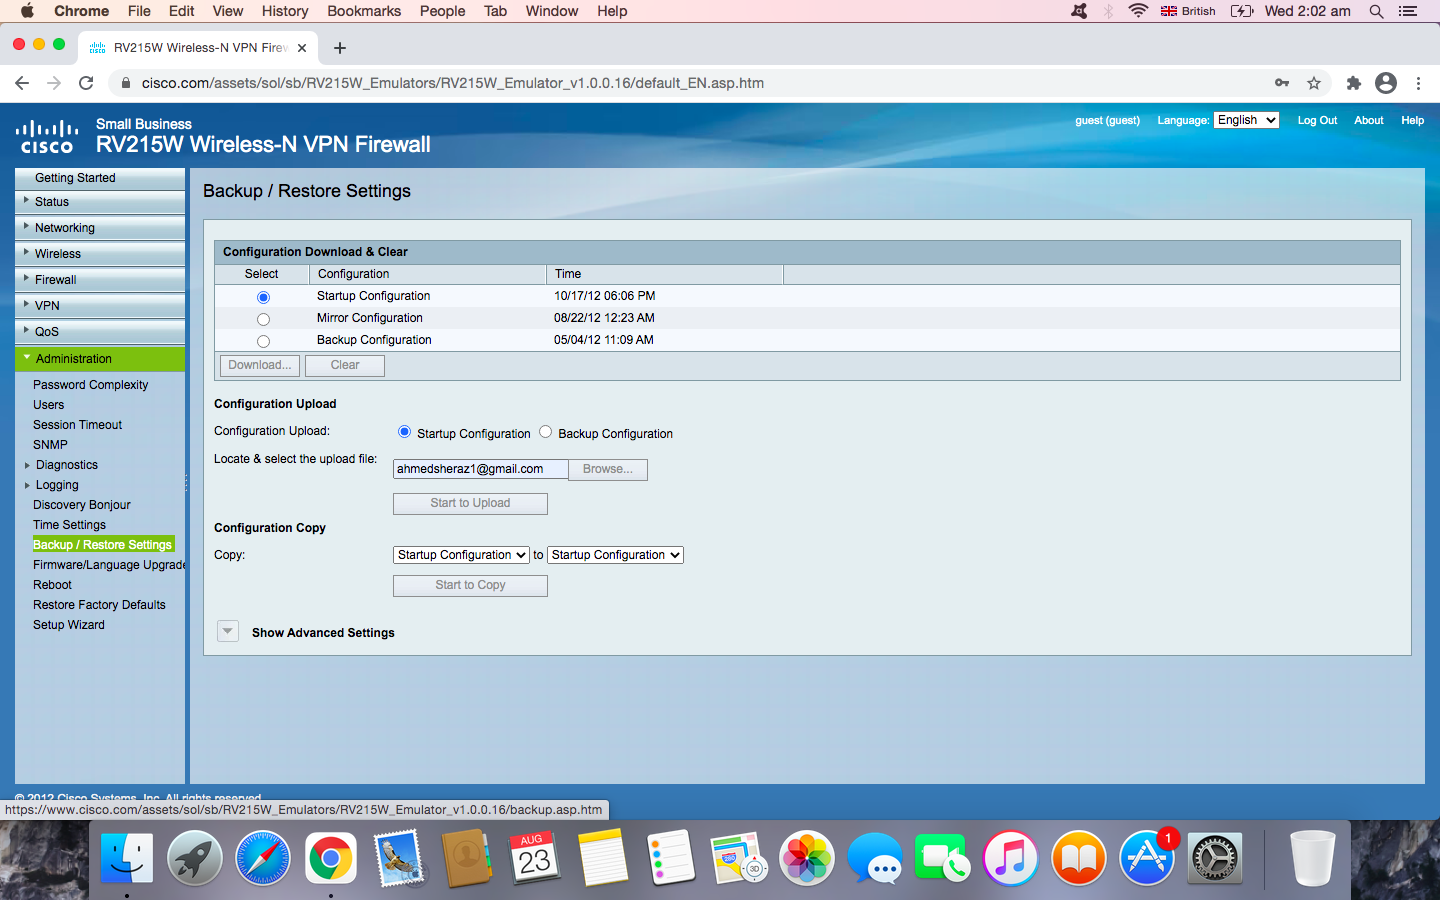 Chrome File Edit View History Bookmarks People Tab Window Help British Wed 2:02 am
RV215W Wireless-N VPN Firew
cisco.com/assets/sol/sb/RV215W_Emulators/RV215W_Emulator_v1.0.0.16/default_EN.asp.htm
cisco
Small Business
RV215W Wireless-N VPN Firewall
guest (guest) Language: English Log Out About Help
Getting Started
Status
Networking
Wireless
Firewall
VPN
QoS
Administration
Password Complexity
Users
Session Timeout
SNMP
Diagnostics
Logging
Discovery Bonjour
Time Settings
Backup / Restore Settings
Firmware/Language Upgrade
Reboot
Restore Factory Defaults
Setup Wizard
Backup / Restore Settings
Configuration Download & Clear
Select Configuration Time
Startup Configuration 10/17/12 06:06 PM
Mirror Configuration 08/22/12 12:23 AM
Backup Configuration 05/04/12 11:09 AM
Download... Clear
Configuration Upload
Configuration Upload: Startup Configuration Backup Configuration
Locate & select the upload file: ahmedsheraz1@gmail.com Browse...
Start to Upload
Configuration Copy
Copy: Startup Configuration to Startup Configuration
Start to Copy
Show Advanced Settings
© 2012 Cisco Systems, Inc. All rights reserved.
https://www.cisco.com/assets/sol/sb/RV215W_Emulators/RV215W_Emulator_v1.0.0.16/backup.asp.htm
AUG
23
280
3D
1